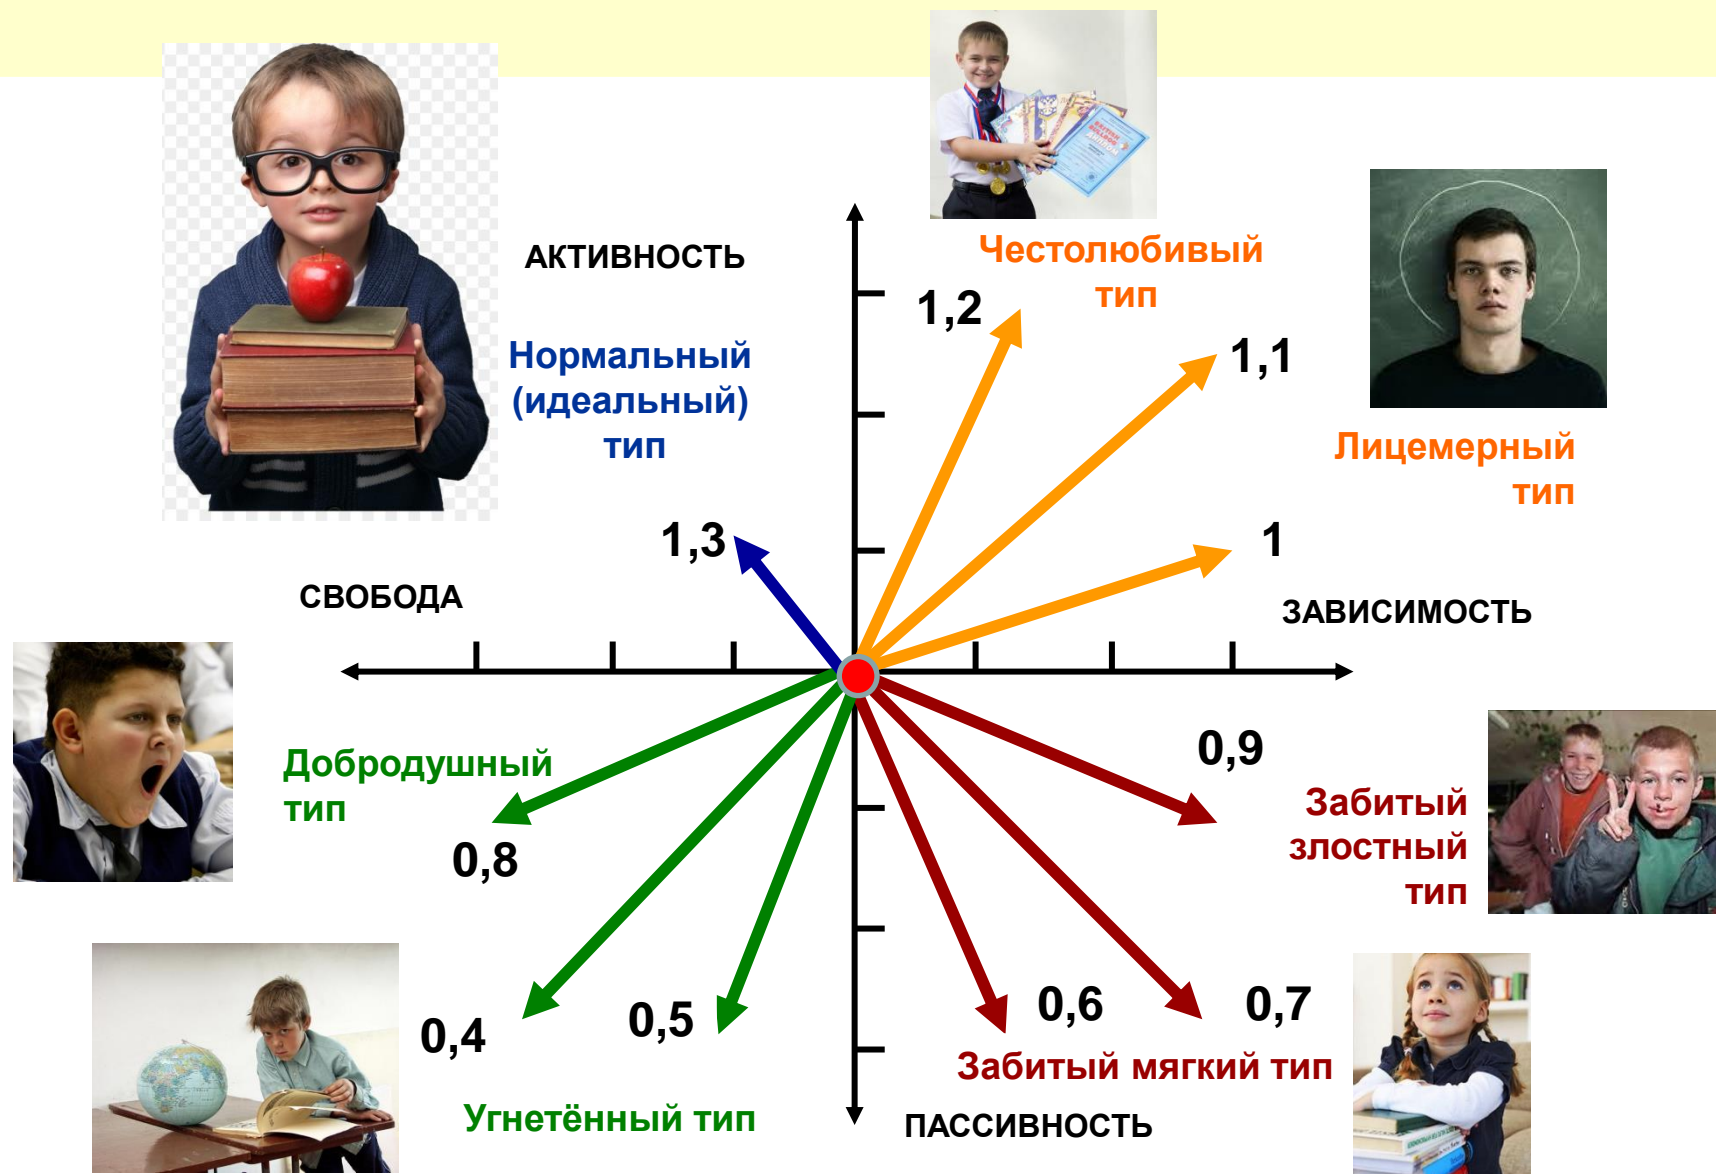 АКТИВНОСТЬ
Честолюбивый
тип
1,2
1,1
Нормальный
(идеальный)
тип
Лицемерный
тип
1,3
1
СВОБОДА
ЗАВИСИМОСТЬ
Добродушный
тип
0,9
0,8
Забитый
злостный
тип
0,4
0,5
0,6
0,7
Забитый мягкий тип
Угнетённый тип
ПАССИВНОСТЬ